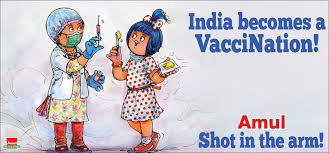 India becomes a
VacciNation!
Amul
Shot in the arm!